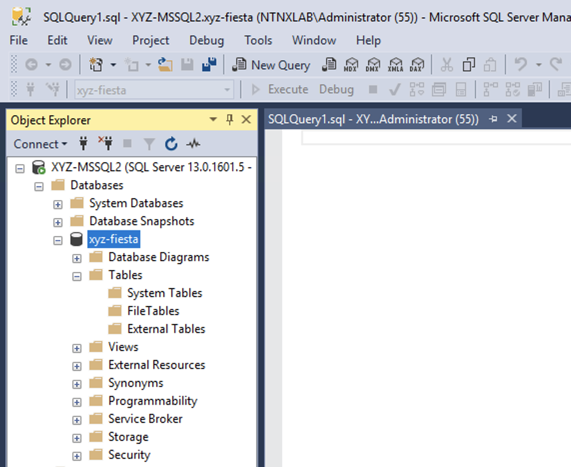 SQLQuery1.sql - XYZ-MSSQL2.xyz-fiesta (NTNXLAB\Administrator (55)) - Microsoft SQL Server Mana
File Edit View Project Debug Tools Window Help
New Query MDX DMX XMLA DAX
xyz-fiesta Execute Debug
Object Explorer
SQLQuery1.sql - XY...Administrator (55))
Connect
XYZ-MSSQL2 (SQL Server 13.0.1601.5 -
Databases
System Databases
Database Snapshots
xyz-fiesta
Database Diagrams
Tables
System Tables
FileTables
External Tables
Views
External Resources
Synonyms
Programmability
Service Broker
Storage
Security